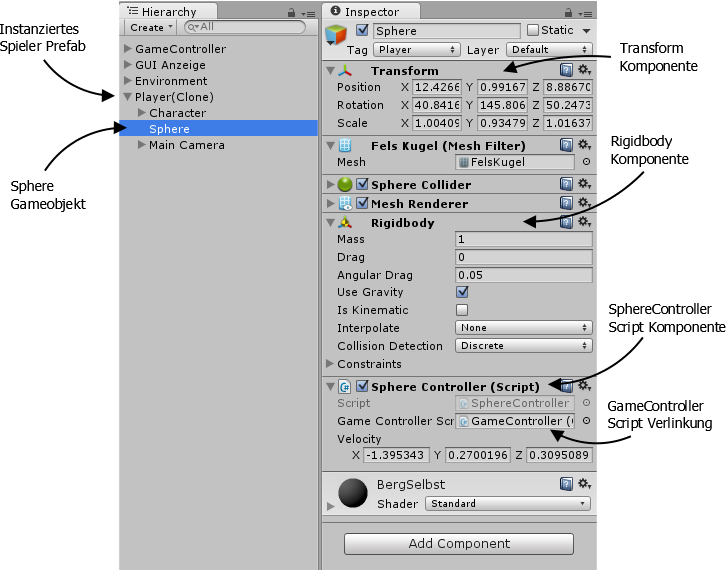 Instanziertes
Spieler Prefab
Sphere
Gameobjekt
Hierarchy
Create
All
GameController
GUI Anzeige
Environment
Player(Clone)
Character
Sphere
Main Camera
Inspector
Sphere
Static
Tag Player Layer Default
Transform
Position X 12.4266 Y 0.99167 Z 8.88670
Rotation X 40.8416 Y 145.806 Z 50.2473
Scale X 1.00409 Y 0.93479 Z 1.01637
Fels Kugel (Mesh Filter)
Mesh FelsKugel
Sphere Collider
Mesh Renderer
Rigidbody
Mass 1
Drag 0
Angular Drag 0.05
Use Gravity
Is Kinematic
Interpolate None
Collision Detection Discrete
Constraints
Sphere Controller (Script)
Script SphereController
Game Controller Scr GameController (
Velocity
X -1.395343 Y 0.2700196 Z 0.3095089
BergSelbst
Shader Standard
Add Component
Transform
Komponente
Rigidbody
Komponente
SphereController
Script Komponente
GameController
Script Verlinkung